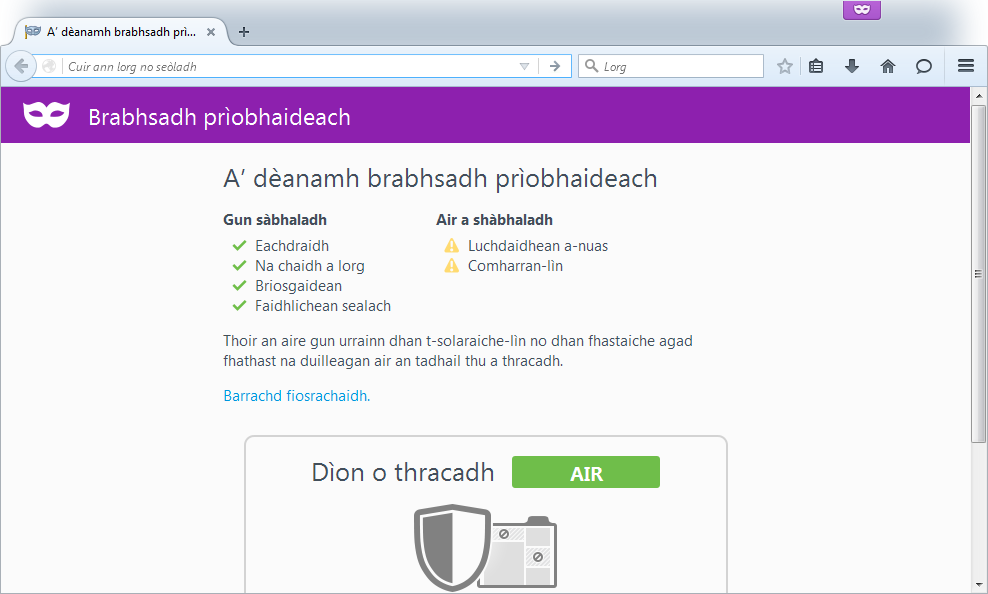 A’ dèanamh brabhsadh prì...
Cuir ann lorg no seòladh
Lorg
Brabhsadh prìobhaideach
A’ dèanamh brabhsadh prìobhaideach
Gun sàbhaladh
Eachdraidh
Na chaidh a lorg
Briosgaidean
Faidhlichean sealach
Air a shàbhaladh
Luchdaidhean a-nuas
Comharran-lìn
Thoir an aire gun urrainn dhan t-solaraiche-lìn no dhan fhastaiche agad
fhathast na duilleagan air an tadhail thu a thracadh.
Barrachd fiosrachaidh.
Dìon o thracadh
AIR